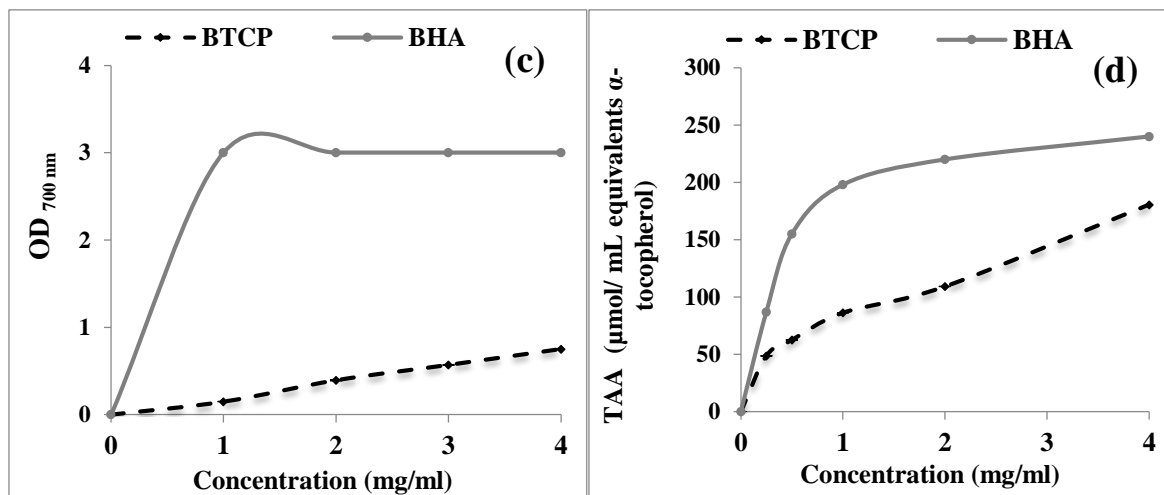 BTCP BHA
(c)
4
3
2
1
0
OD 700 nm
0 1 2 3 4
Concentration (mg/ml)
BTCP BHA
(d)
300
250
200
150
100
50
0
TAA (µmol/ mL equivalents α-
tocopherol)
0 1 2 3 4
Concentration (mg/ml)